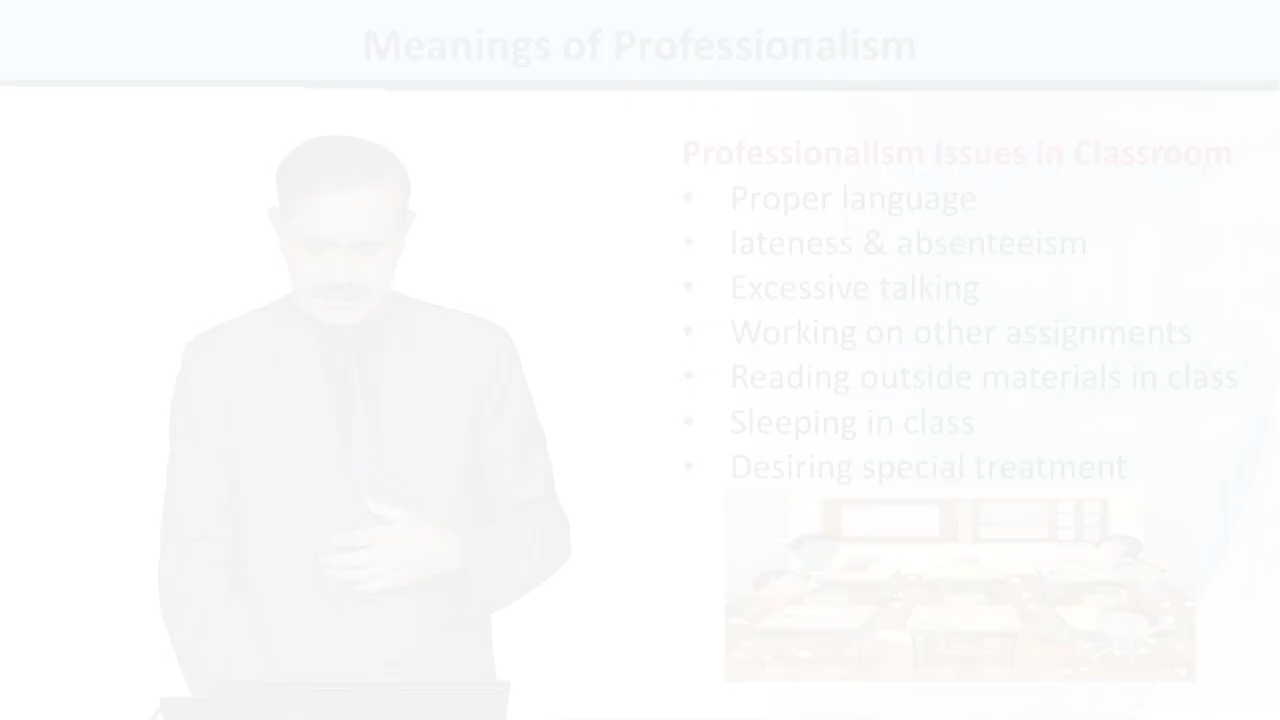 Meanings of Professionalism
Professionalism Issues in Classroom
• Proper language
• lateness & absenteeism
• Excessive talking
• Working on other assignments
• Reading outside materials in class
• Sleeping in class
• Desiring special treatment